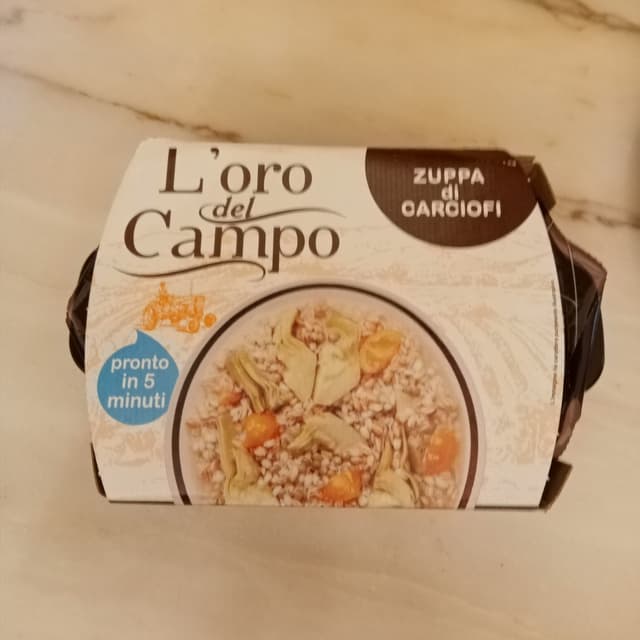 L'oro
del
Campo
ZUPPA
di
CARCIOFI
pronto
in 5
minuti